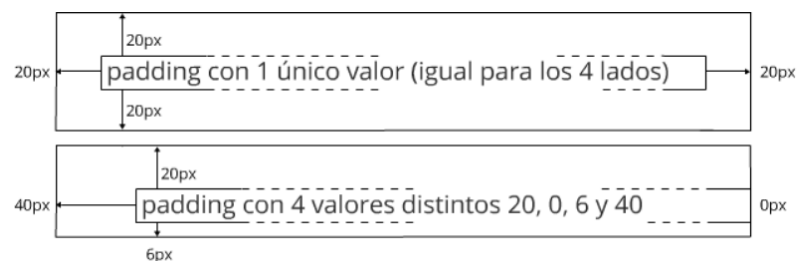 20px
20px padding con 1 único valor (igual para los 4 lados) 20px
20px
20px
40px padding con 4 valores distintos 20, 0, 6 y 40 0px
6px